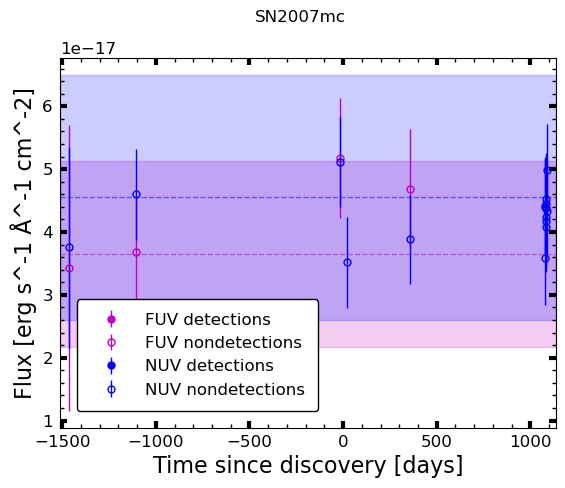 SN2007mc
1e−17
Flux [erg s^-1 Å^-1 cm^-2]
6
5
4
3
2
1
FUV detections
FUV nondetections
NUV detections
NUV nondetections
−1500 −1000 −500 0 500 1000
Time since discovery [days]